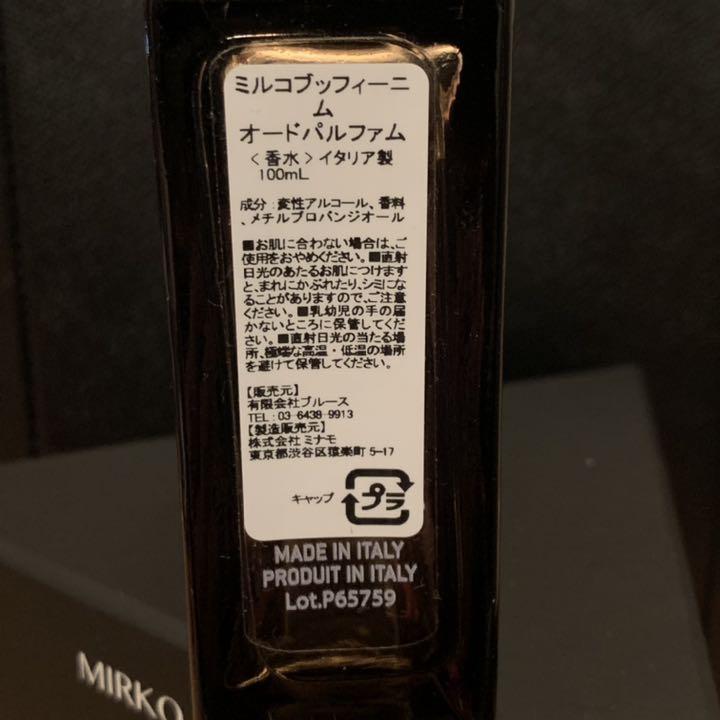 ミルコブッフィーニ
ム
オードパルファム
＜香水＞イタリア製
100mL
成分：変性アルコール、香料
、メチルプロパンジオール
■お肌に合わない場合は、ご
使用をおやめください。■直射
日光のあたるお肌につけます
と、まれにかぶれたり、シミにな
ることがありますので、ご注意
ください。■乳幼児の手の届
かないところに保管してくだ
さい。■直射日光の当たる場
所、極端な高温・低温の場所
を避けて保管してください。
【販売元】
有限会社ブルース
TEL：03-6438-9913
【製造販売元】
株式会社ミナモ
東京都渋谷区猿楽町 5-17
キャップ プラ
MADE IN ITALY
PRODUIT IN ITALY
Lot.P65759
MIRKO